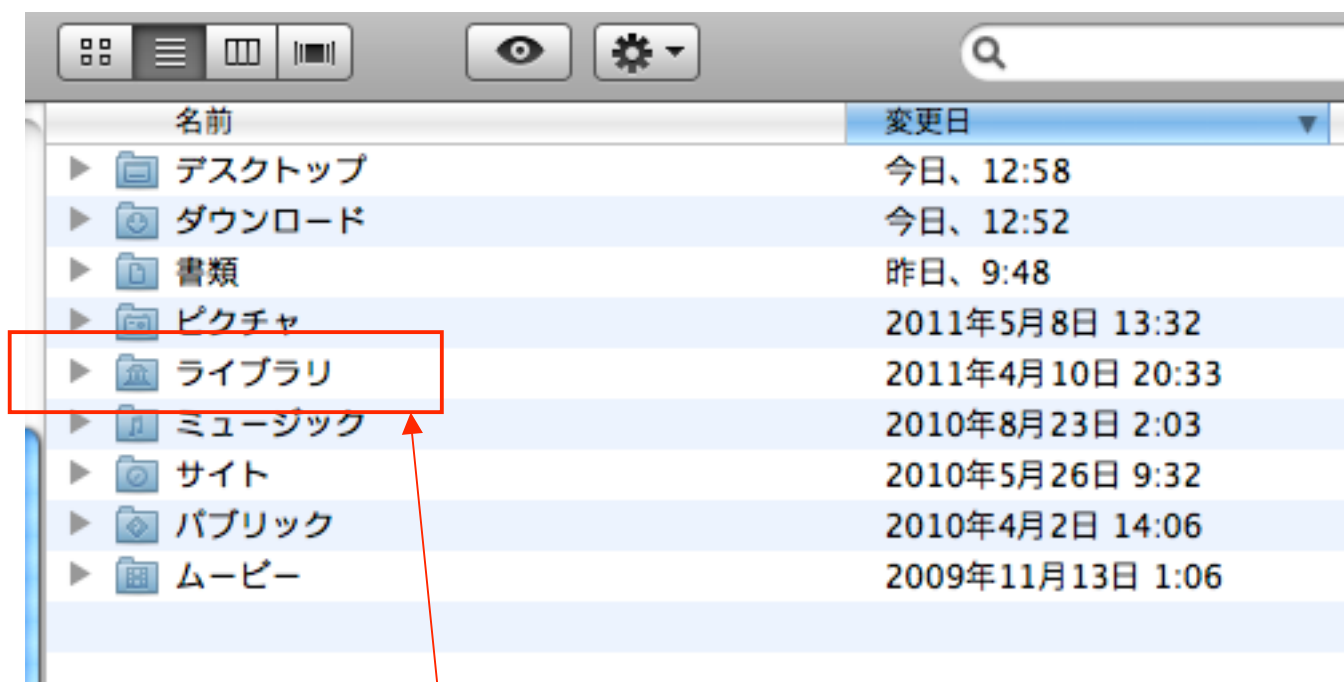 名前 変更日
デスクトップ 今日、12:58
ダウンロード 今日、12:52
書類 昨日、9:48
ピクチャ 2011年5月8日 13:32
ライブラリ 2011年4月10日 20:33
ミュージック 2010年8月23日 2:03
サイト 2010年5月26日 9:32
パブリック 2010年4月2日 14:06
ムービー 2009年11月13日 1:06